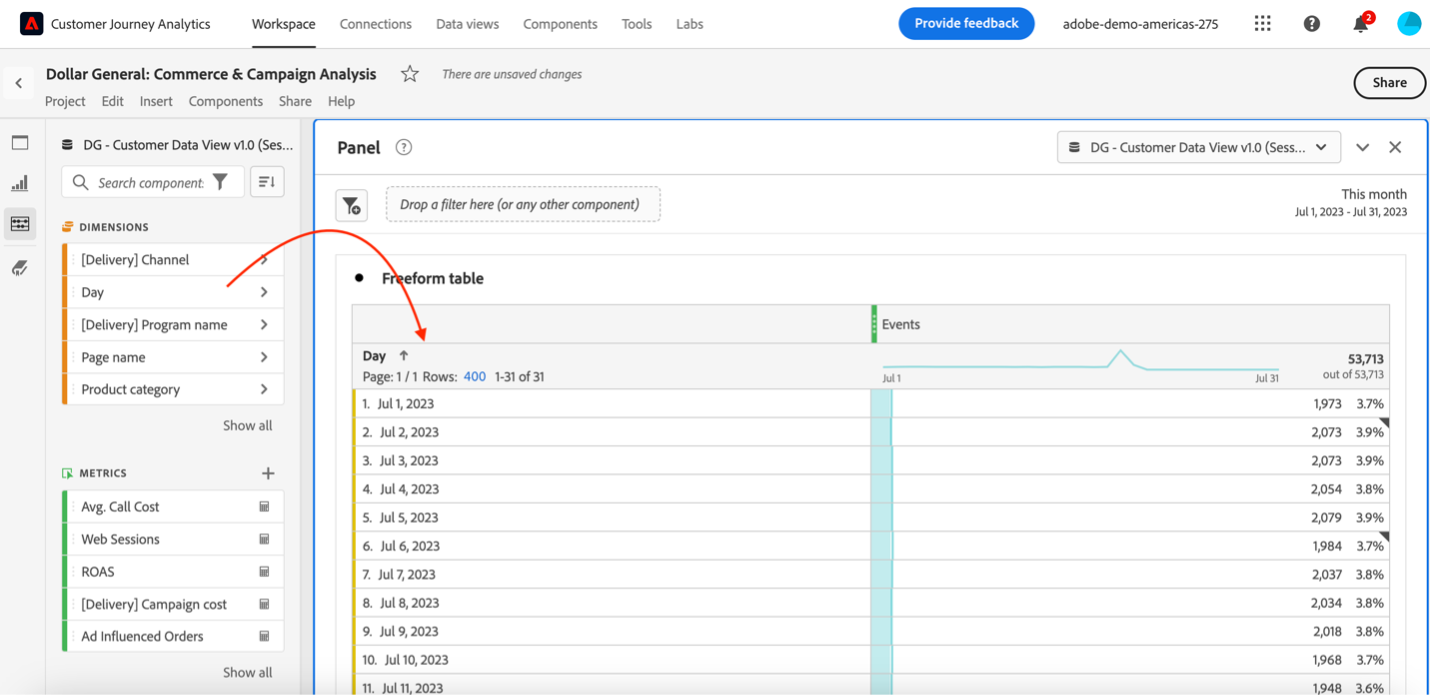 Customer Journey Analytics Workspace Connections Data views Components Tools Labs Provide feedback adobe-demo-americas-275 2
Dollar General: Commerce & Campaign Analysis There are unsaved changes
Share
Project Edit Insert Components Share Help
DG - Customer Data View v1.0 (Ses...
Search component:
DIMENSIONS
[Delivery] Channel
Day
[Delivery] Program name
Page name
Product category
Show all
METRICS
Avg. Call Cost
Web Sessions
ROAS
[Delivery] Campaign cost
Ad Influenced Orders
Show all
Panel DG - Customer Data View v1.0 (Sess...
Drop a filter here (or any other component)
This month
Jul 1, 2023 - Jul 31, 2023
Freeform table
Events
Day
Page: 1 / 1 Rows: 400 1-31 of 31
Jul 1 Jul 31
53,713
out of 53,713
1. Jul 1, 2023 1,973 3.7%
2. Jul 2, 2023 2,073 3.9%
3. Jul 3, 2023 2,073 3.9%
4. Jul 4, 2023 2,054 3.8%
5. Jul 5, 2023 2,079 3.9%
6. Jul 6, 2023 1,984 3.7%
7. Jul 7, 2023 2,037 3.8%
8. Jul 8, 2023 2,034 3.8%
9. Jul 9, 2023 2,018 3.8%
10. Jul 10, 2023 1,968 3.7%
11. Jul 11, 2023 1,948 3.6%